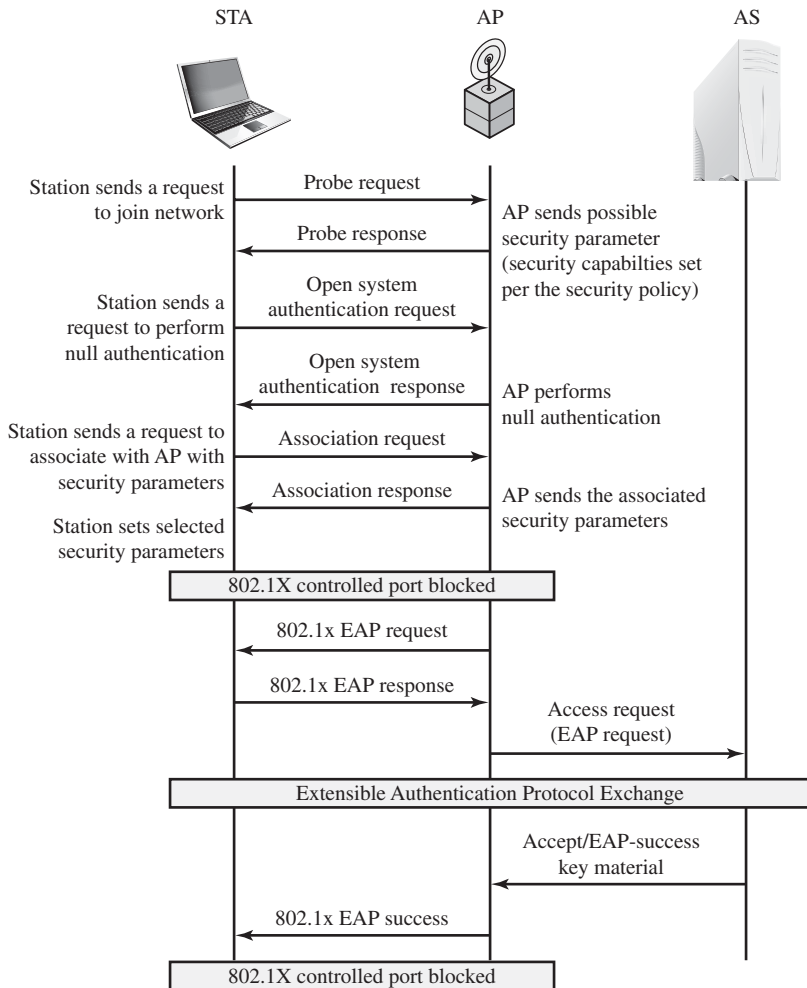 STA
AP
AS
Station sends a request
to join network
Probe request
AP sends possible
security parameter
(security capabilties set
per the security policy)
Probe response
Station sends a
request to perform
null authentication
Open system
authentication request
Open system
authentication response
AP performs
null authentication
Station sends a request to
associate with AP with
security parameters
Association request
Association response
AP sends the associated
security parameters
Station sets selected
security parameters
802.1X controlled port blocked
802.1x EAP request
802.1x EAP response
Access request
(EAP request)
Extensible Authentication Protocol Exchange
Accept/EAP-success
key material
802.1x EAP success
802.1X controlled port blocked